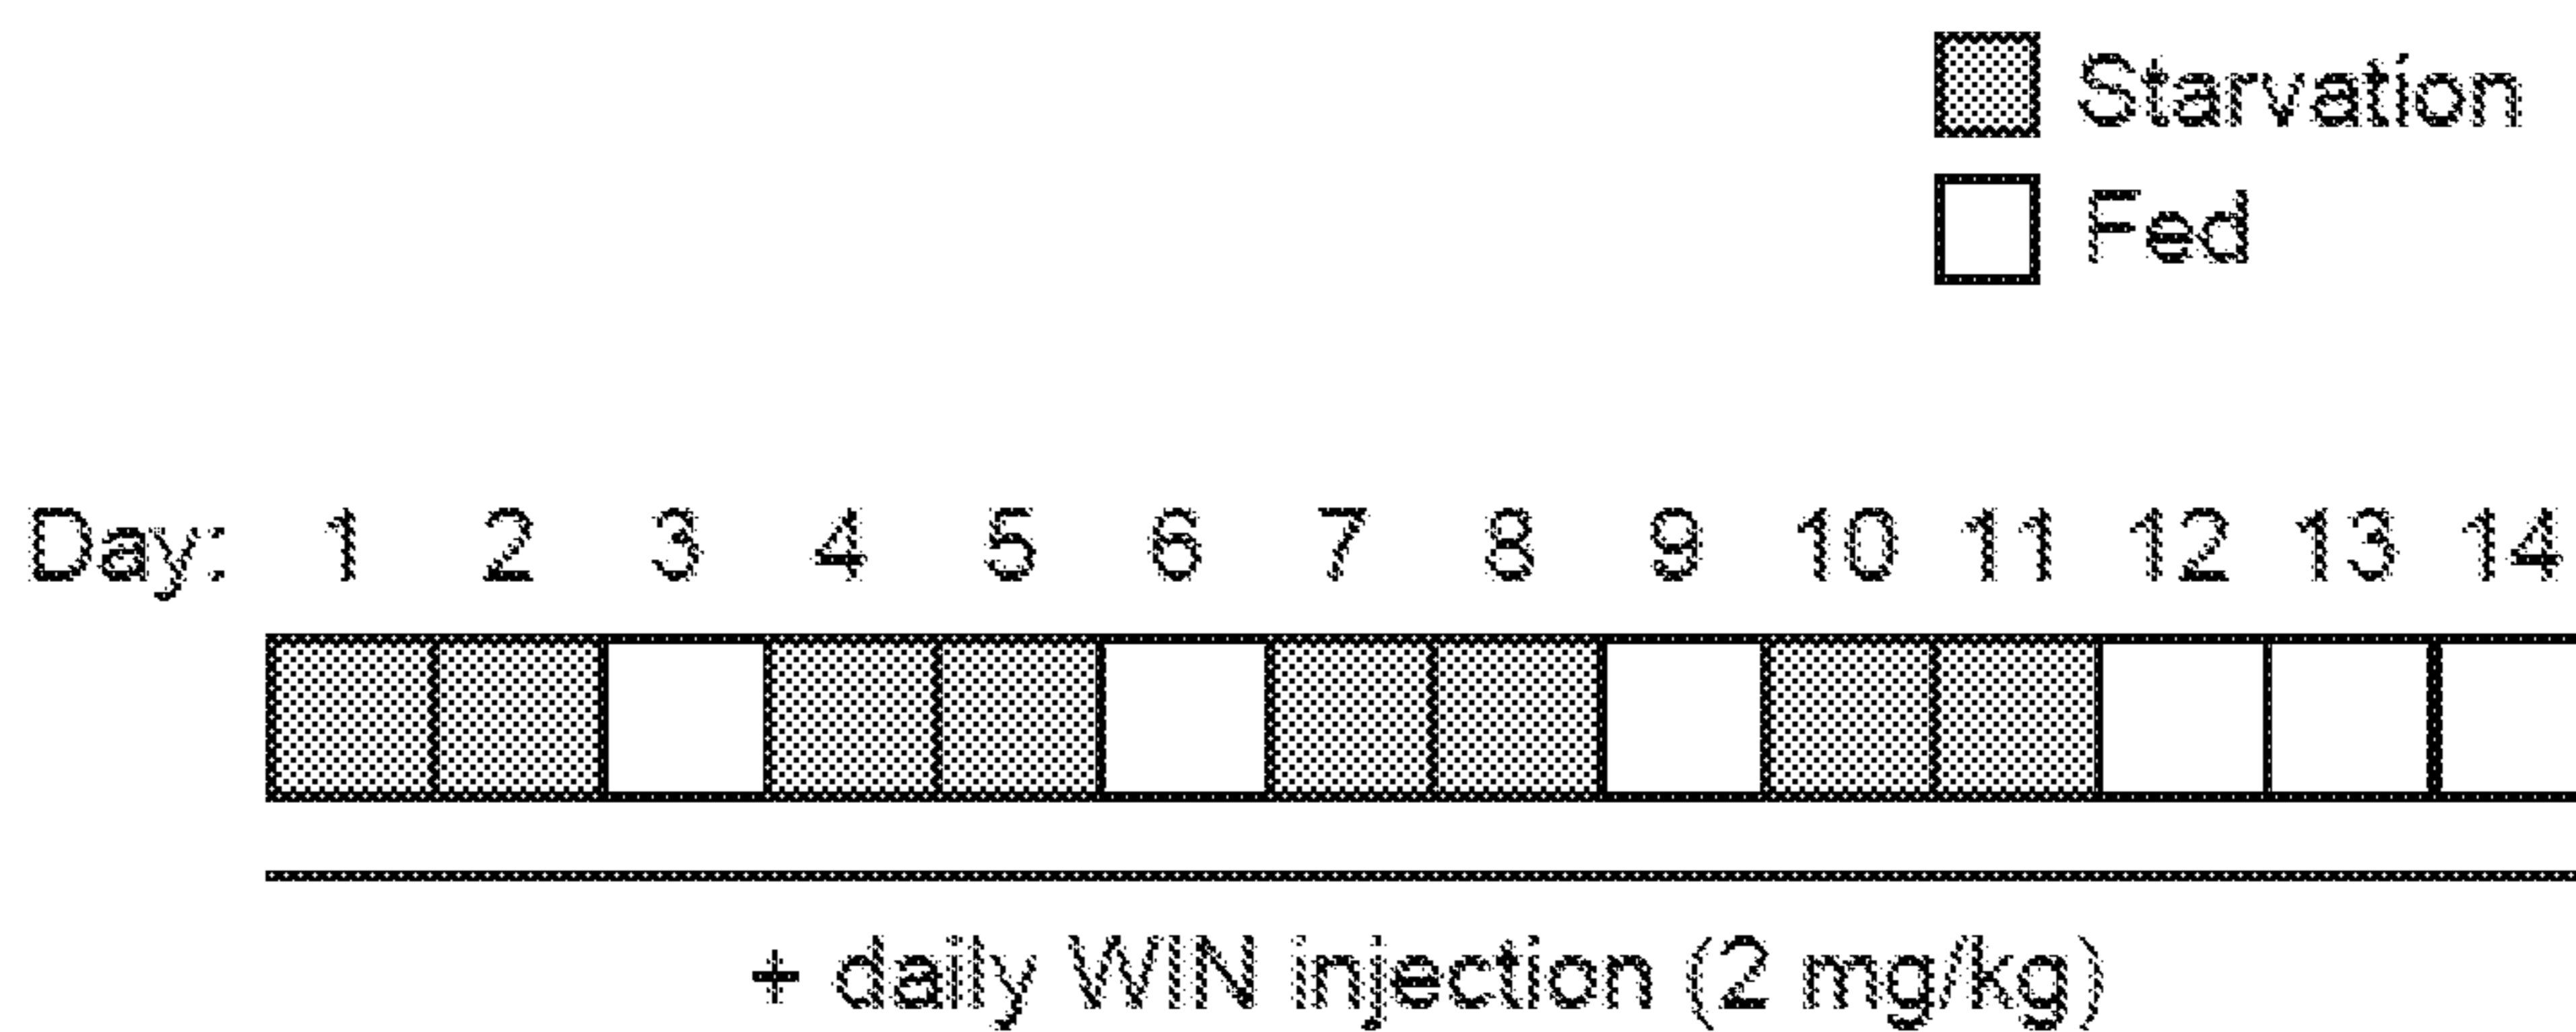 Starvation
Fed
Day: 1 2 3 4 5 6 7 8 9 10 11 12 13 14
+ daily WIN injection (2 mg/kg)